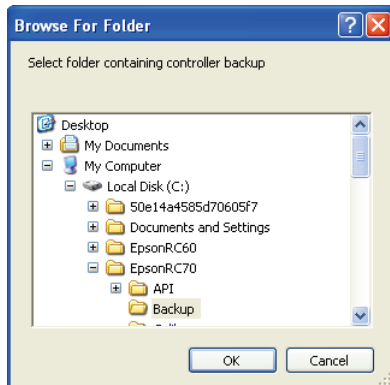 Browse For Folder
Select folder containing controller backup
Desktop
My Documents
My Computer
Local Disk (C:)
50e14a4585d70605f7
Documents and Settings
EpsonRC60
EpsonRC70
API
Backup
OK Cancel